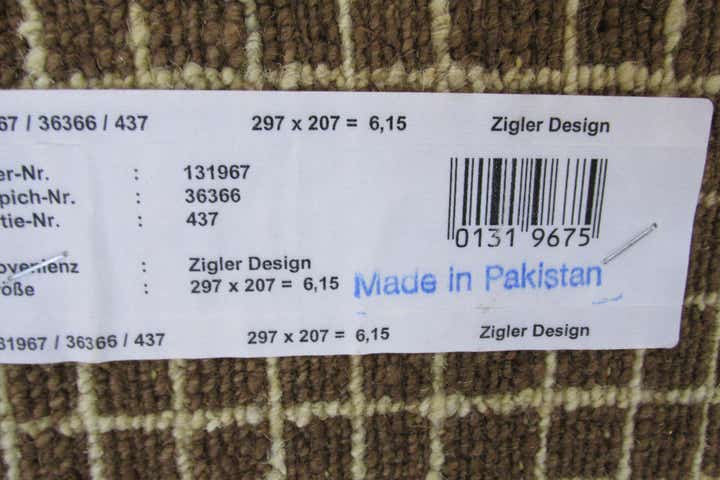 67 / 36366 / 437 297 x 207 = 6,15 Zigler Design
er-Nr. : 131967
pich-Nr. : 36366
tie-Nr. : 437
0131 9675
ovenienz : Zigler Design
öße : 297 x 207 = 6,15
Made in Pakistan
31967 / 36366 / 437 297 x 207 = 6,15 Zigler Design